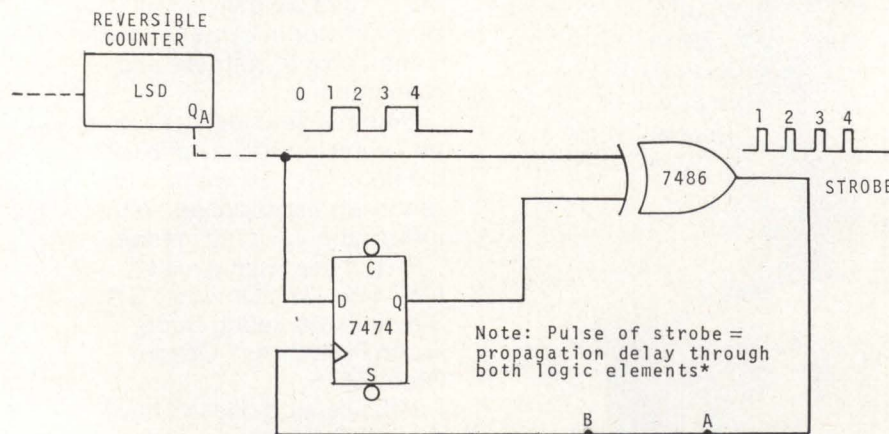 REVERSIBLE
COUNTER
LSD
QA
0 1 2 3 4
7486
1 2 3 4
STROBE
C
D Q
7474
S
Note: Pulse of strobe =
propagation delay through
both logic elements*
B A